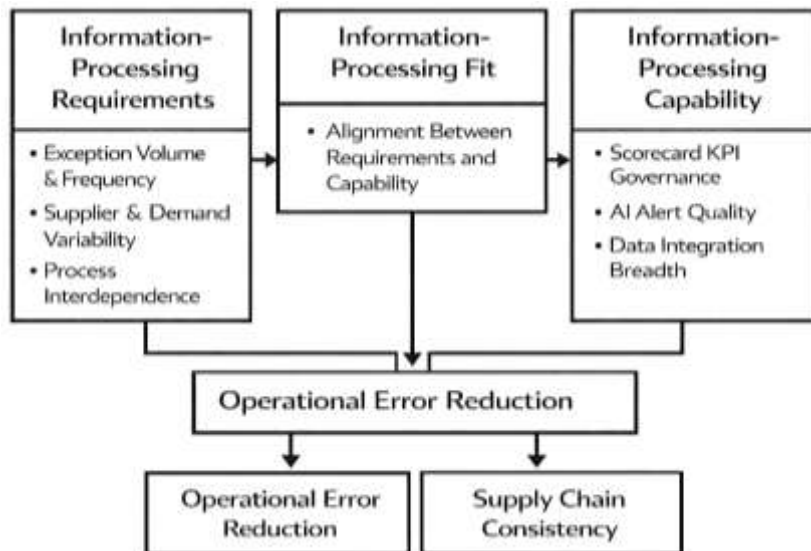 Information-
Processing
Requirements
• Exception Volume
& Frequency
• Supplier & Demand
Variability
• Process
Interdependence
Information-
Processing Fit
• Alignment Between
Requirements and
Capability
Information-
Processing
Capability
• Scorecard KPI
Governance
• AI Alert Quality
• Data Integration
Breadth
Operational Error Reduction
Operational Error
Reduction
Supply Chain
Consistency